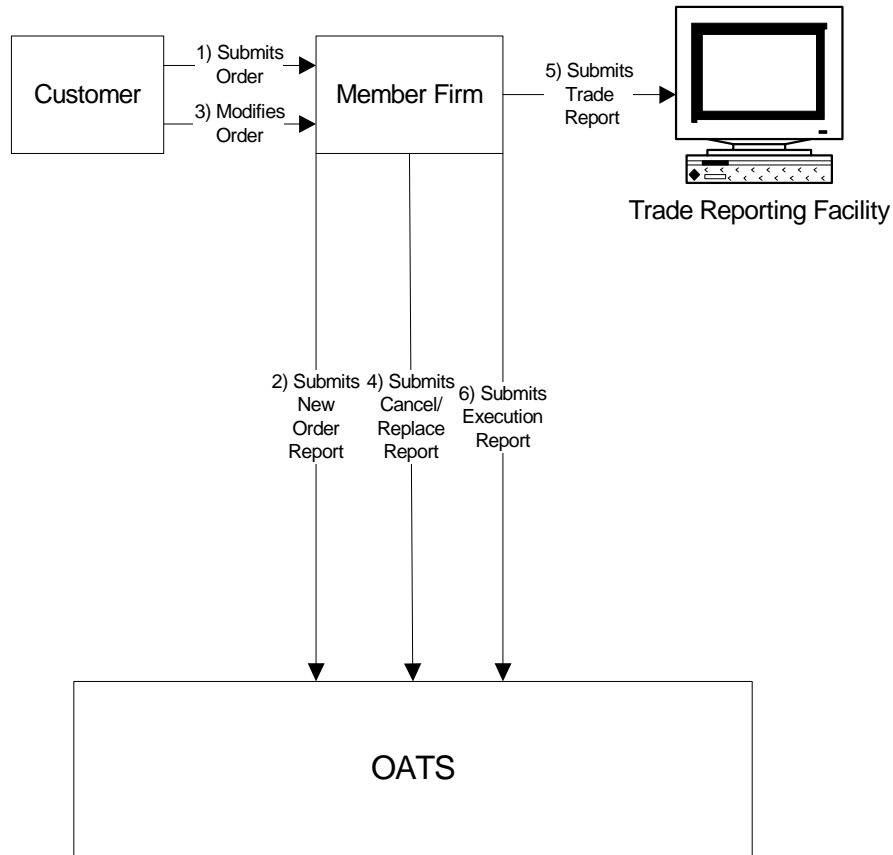 1) Submits
Order
Customer
3) Modifies
Order
Member Firm
5) Submits
Trade
Report
Trade Reporting Facility
2) Submits
New
Order
Report
4) Submits
Cancel/
Replace
Report
6) Submits
Execution
Report
OATS